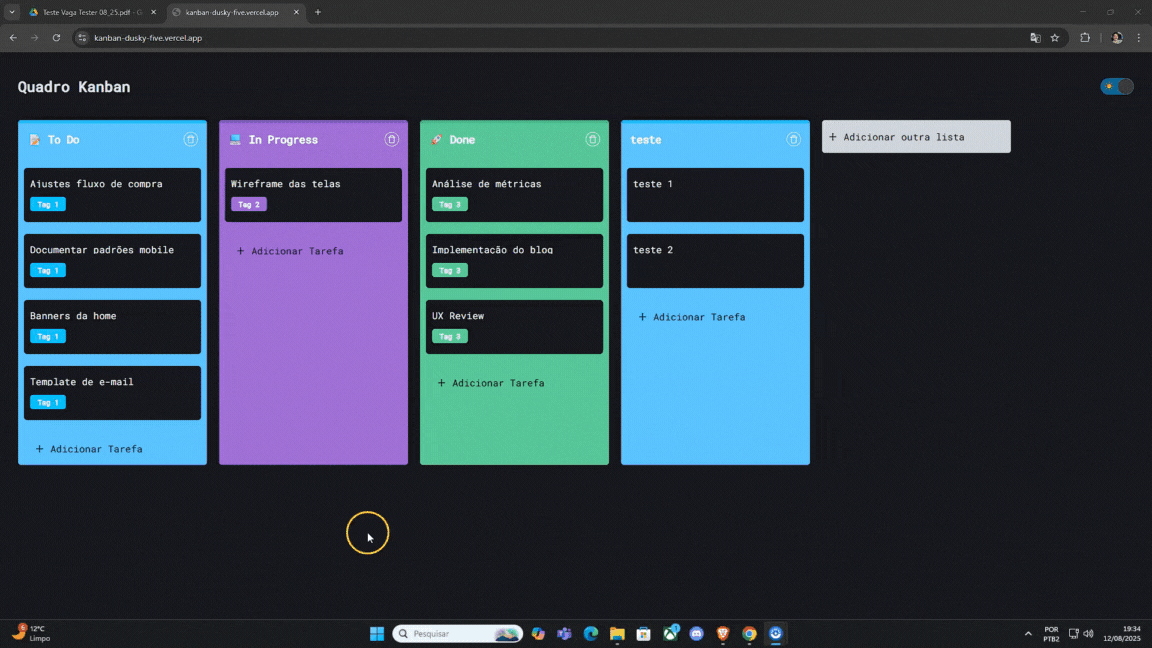 Teste Vaga Tester 08_25.pdf - G
kanban-dusky-five.vercel.app
kanban-dusky-five.vercel.app
Quadro Kanban
To Do
Ajustes fluxo de compra
Tag 1
Documentar padrões mobile
Tag 1
Banners da home
Tag 1
Template de e-mail
Tag 1
+ Adicionar Tarefa
In Progress
Wireframe das telas
Tag 2
+ Adicionar Tarefa
Done
Análise de métricas
Tag 3
Implementação do blog
Tag 3
UX Review
Tag 3
+ Adicionar Tarefa
teste
teste 1
teste 2
+ Adicionar Tarefa
+ Adicionar outra lista
6
12°C
Limpo
Pesquisar
1
POR
PTB2
19:34
12/08/2025